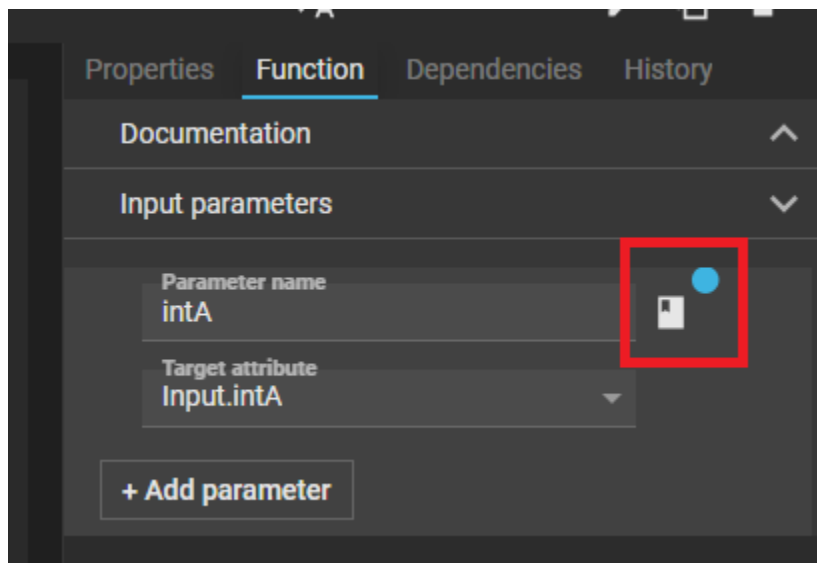 Properties Function Dependencies History
Documentation
Input parameters
Parameter name
intA
Target attribute
Input.intA
+ Add parameter